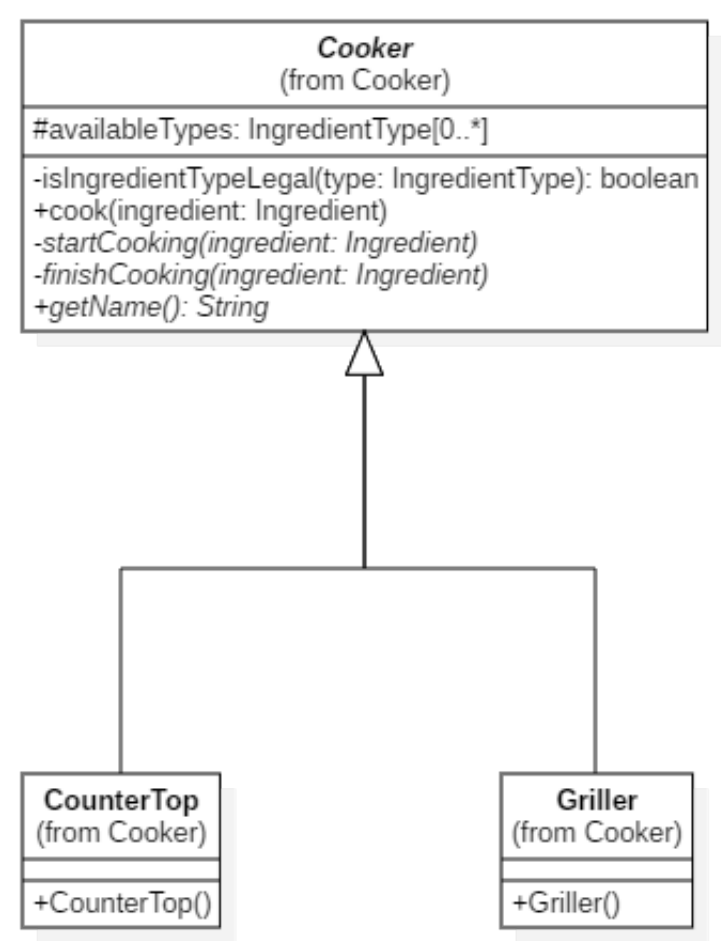 Cooker
(from Cooker)
#availableTypes: IngredientType[0..*]
-isIngredientTypeLegal(type: IngredientType): boolean
+cook(ingredient: Ingredient)
-startCooking(ingredient: Ingredient)
-finishCooking(ingredient: Ingredient)
+getName(): String
CounterTop
(from Cooker)
+CounterTop()
Griller
(from Cooker)
+Griller()